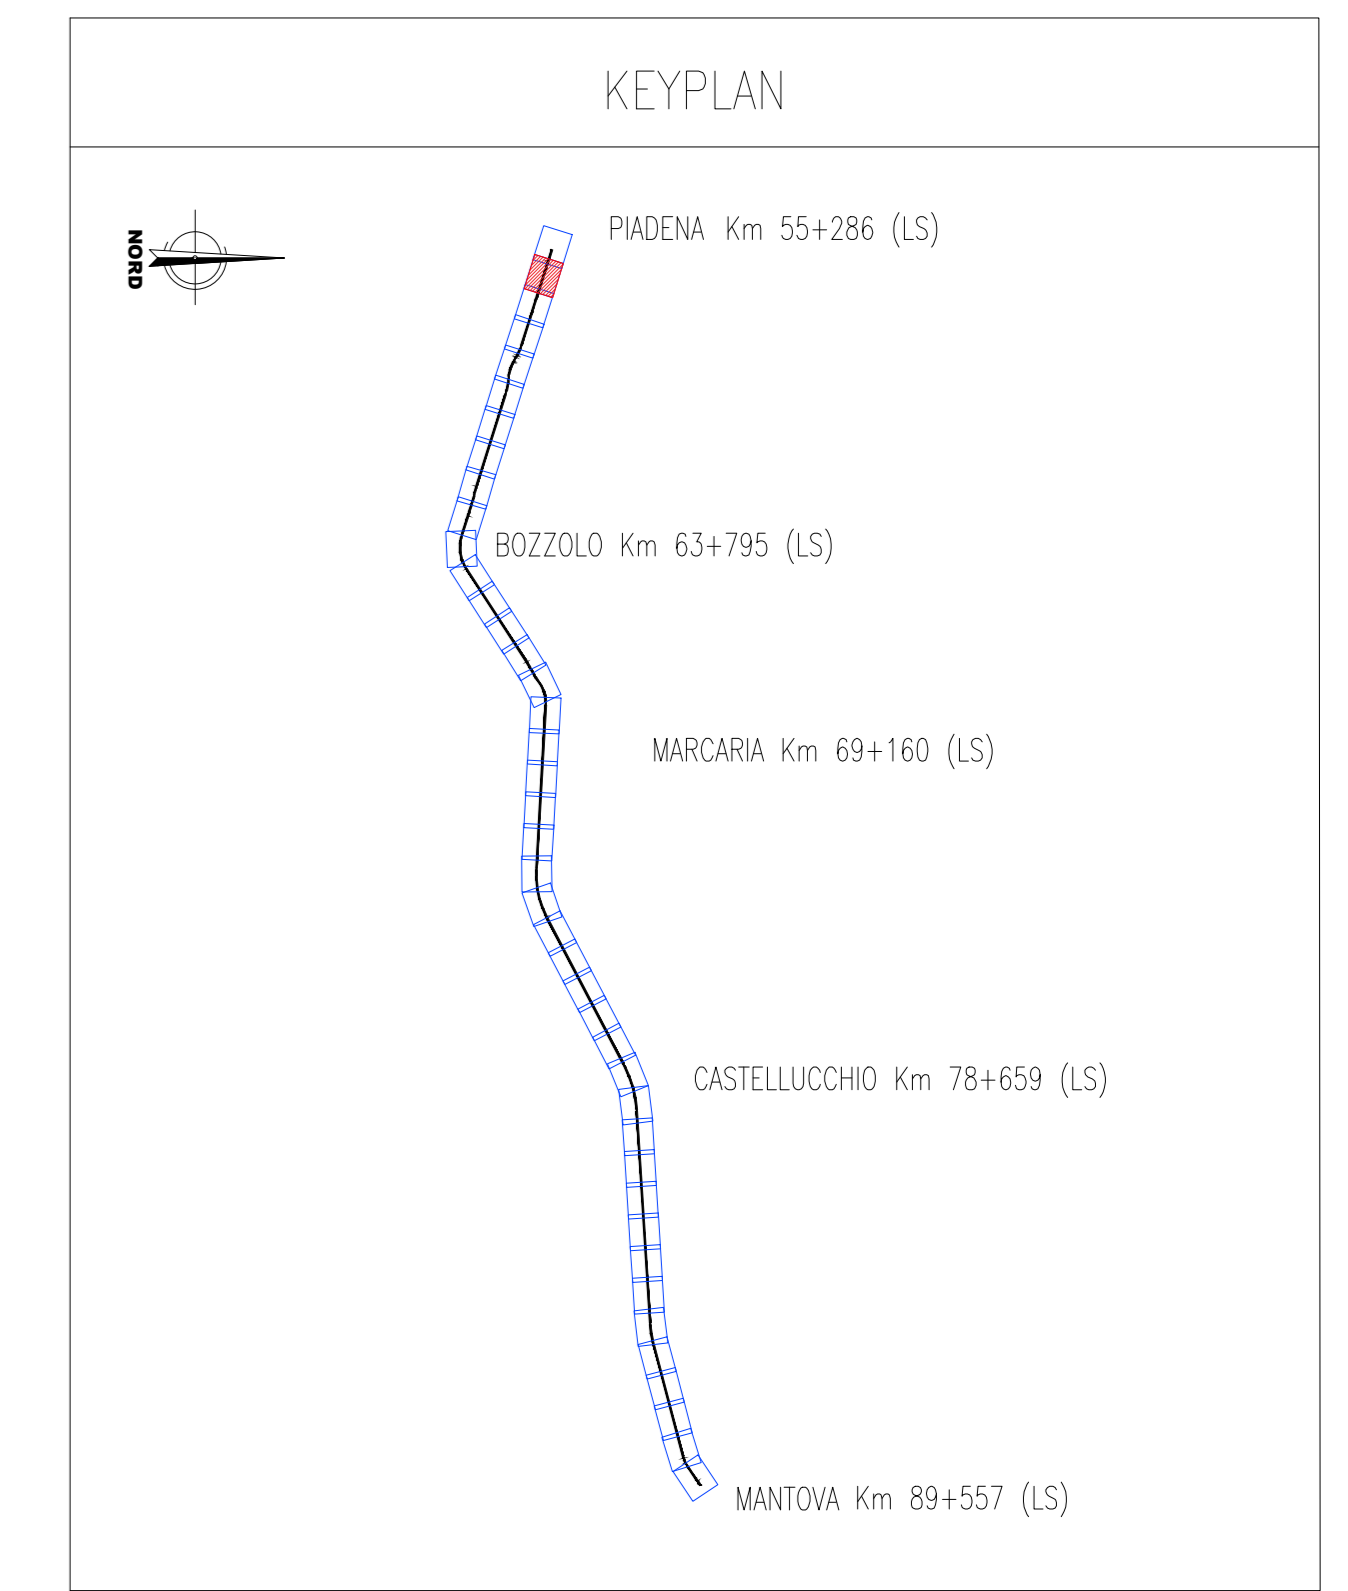 KEYPLAN
NORD
PIADENA Km 55+286 (LS)
BOZZOLO Km 63+795 (LS)
MARCARIA Km 69+160 (LS)
CASTELLUCCHIO Km 78+659 (LS)
MANTOVA Km 89+557 (LS)